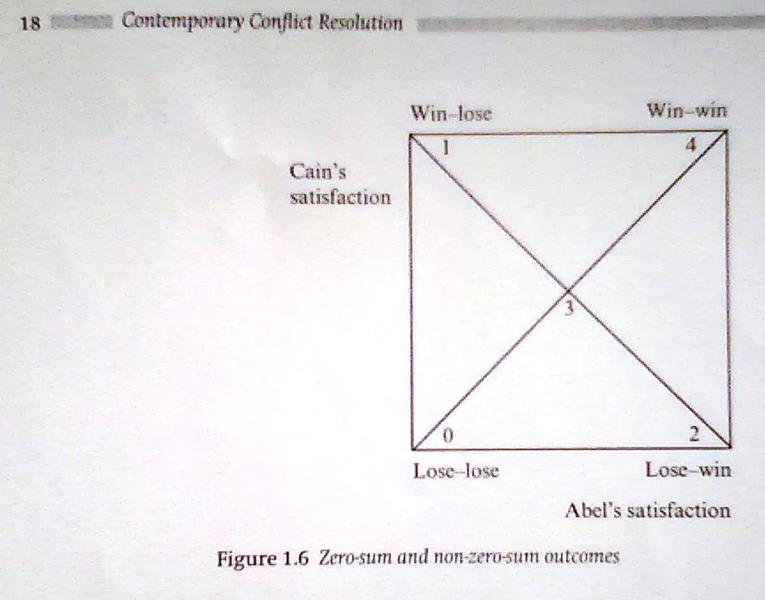 18 Contemporary Conflict Resolution
Win–lose Win–win
1 4
Cain's
satisfaction
3
0 2
Lose–lose Lose–win
Abel's satisfaction
Figure 1.6 Zero-sum and non-zero-sum outcomes